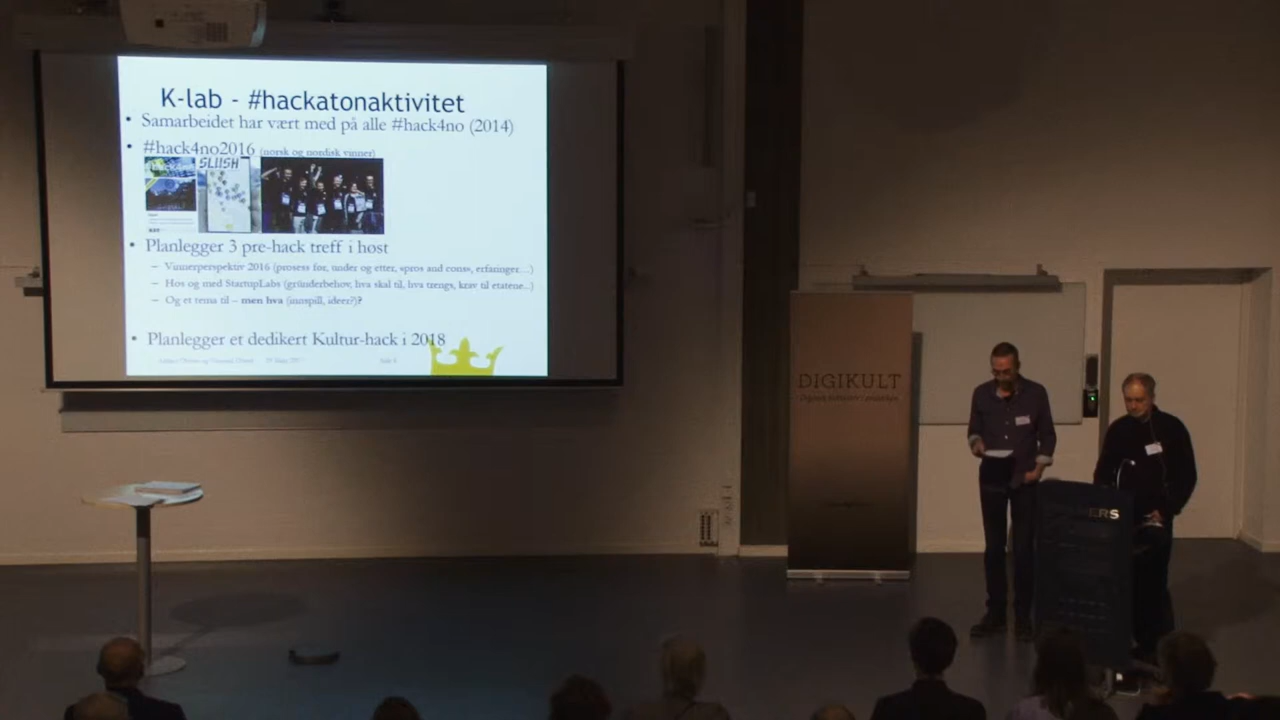 K-lab - #hackatonaktivitet
• Samarbeidet har vært med på alle #hack4no (2014)
• #hack4no2016 (norsk og nordisk vinner)
SLUSH
• Planlegger 3 pre-hack treff i høst
– Vinnerperspektiv 2016 (prosess før, under og etter, «pros and cons», erfaringer…)
– Hos og med StartupLabs (gründerbehov, hva skal til, hva trengs, krav til etatene..)
– Og et tema til – men hva (innspill, ideer?)?
• Planlegger et dedikert Kultur-hack i 2018
Side 4
DIGIKULT